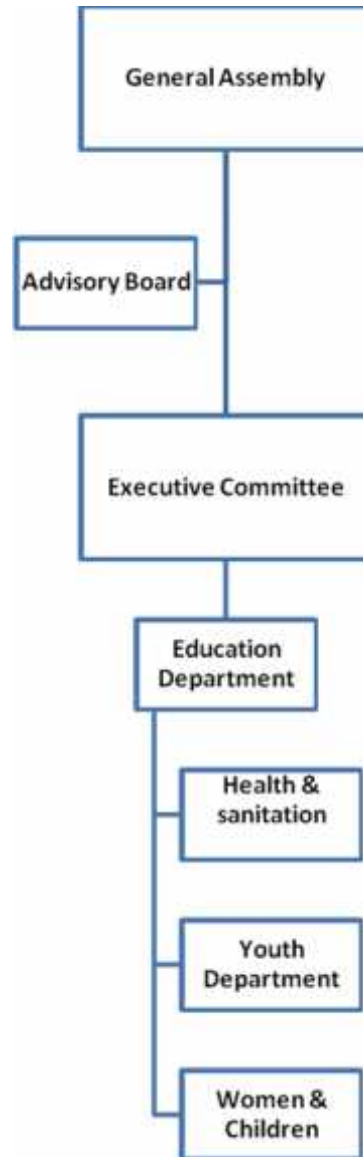 General Assembly
Advisory Board
Executive Committee
Education
Department
Health &
sanitation
Youth
Department
Women &
Children